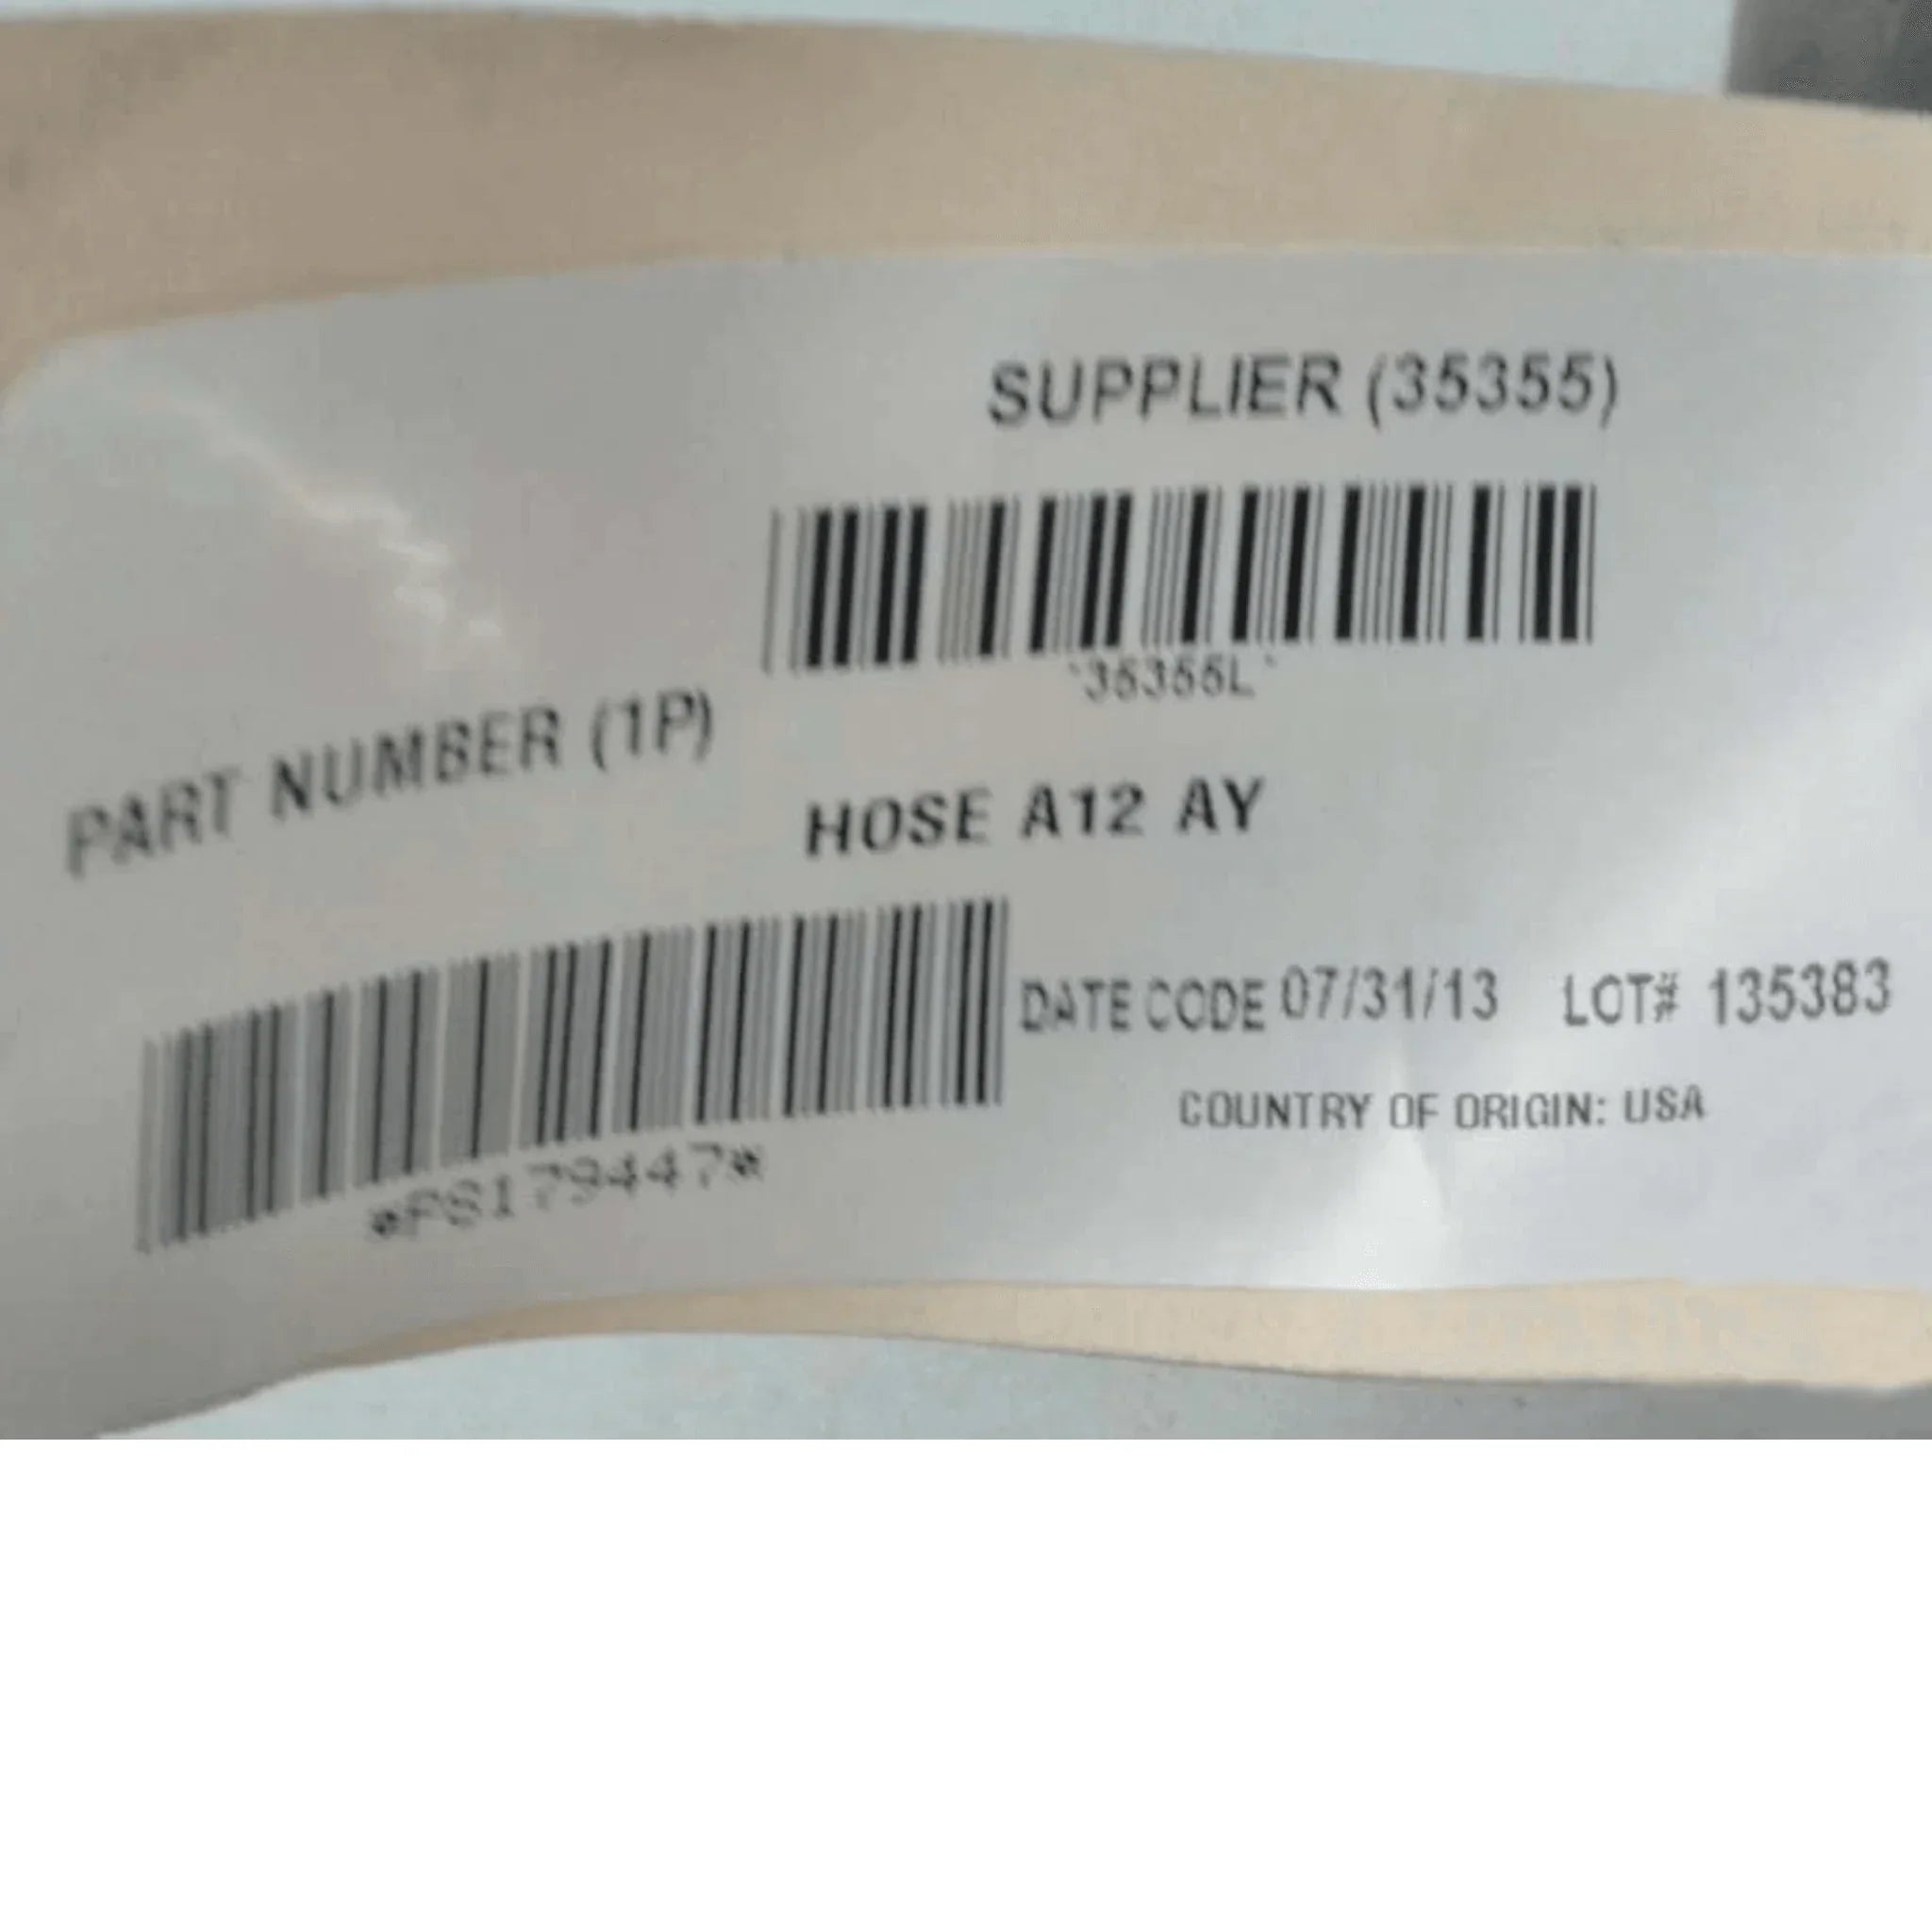 SUPPLIER (35355)
*35355L*
PART NUMBER (1P)
HOSE A12 AY
*PS179447*
DATE CODE 07/31/13 LOT# 135383
COUNTRY OF ORIGIN: USA